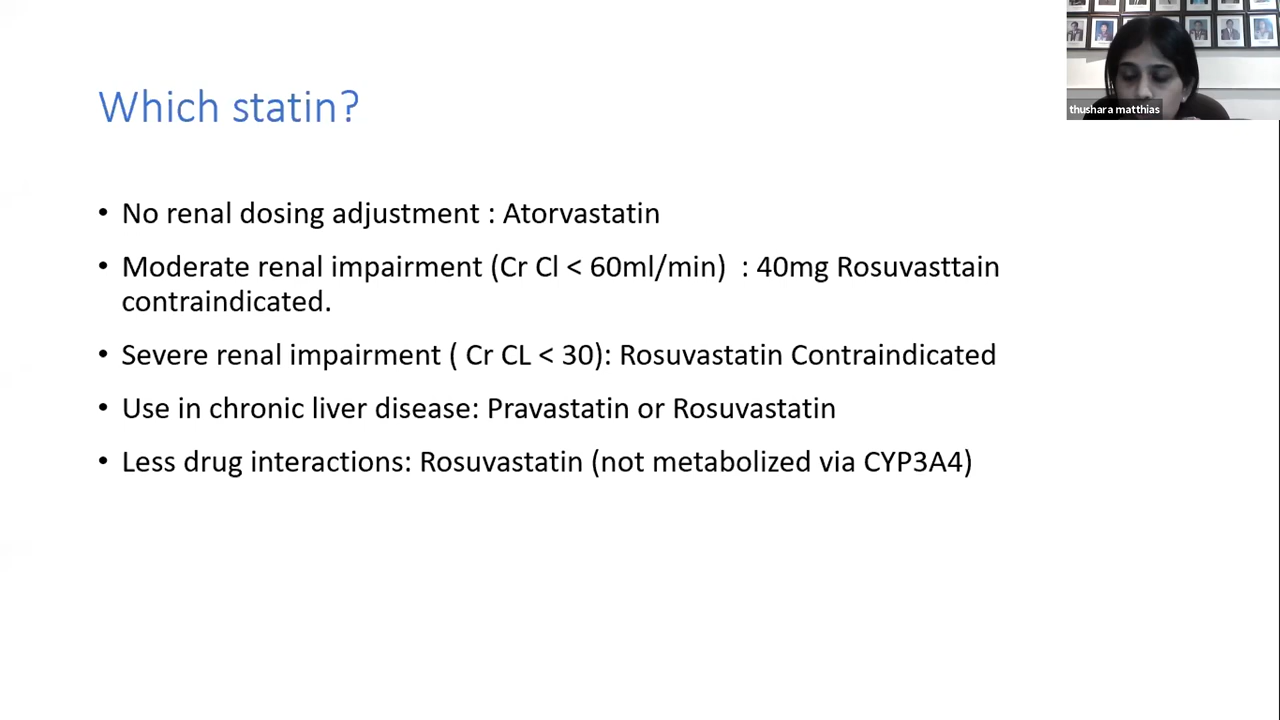 Which statin?
thushara matthias
• No renal dosing adjustment : Atorvastatin
• Moderate renal impairment (Cr Cl < 60ml/min)  : 40mg Rosuvasttain
contraindicated.
• Severe renal impairment ( Cr CL < 30): Rosuvastatin Contraindicated
• Use in chronic liver disease: Pravastatin or Rosuvastatin
• Less drug interactions: Rosuvastatin (not metabolized via CYP3A4)